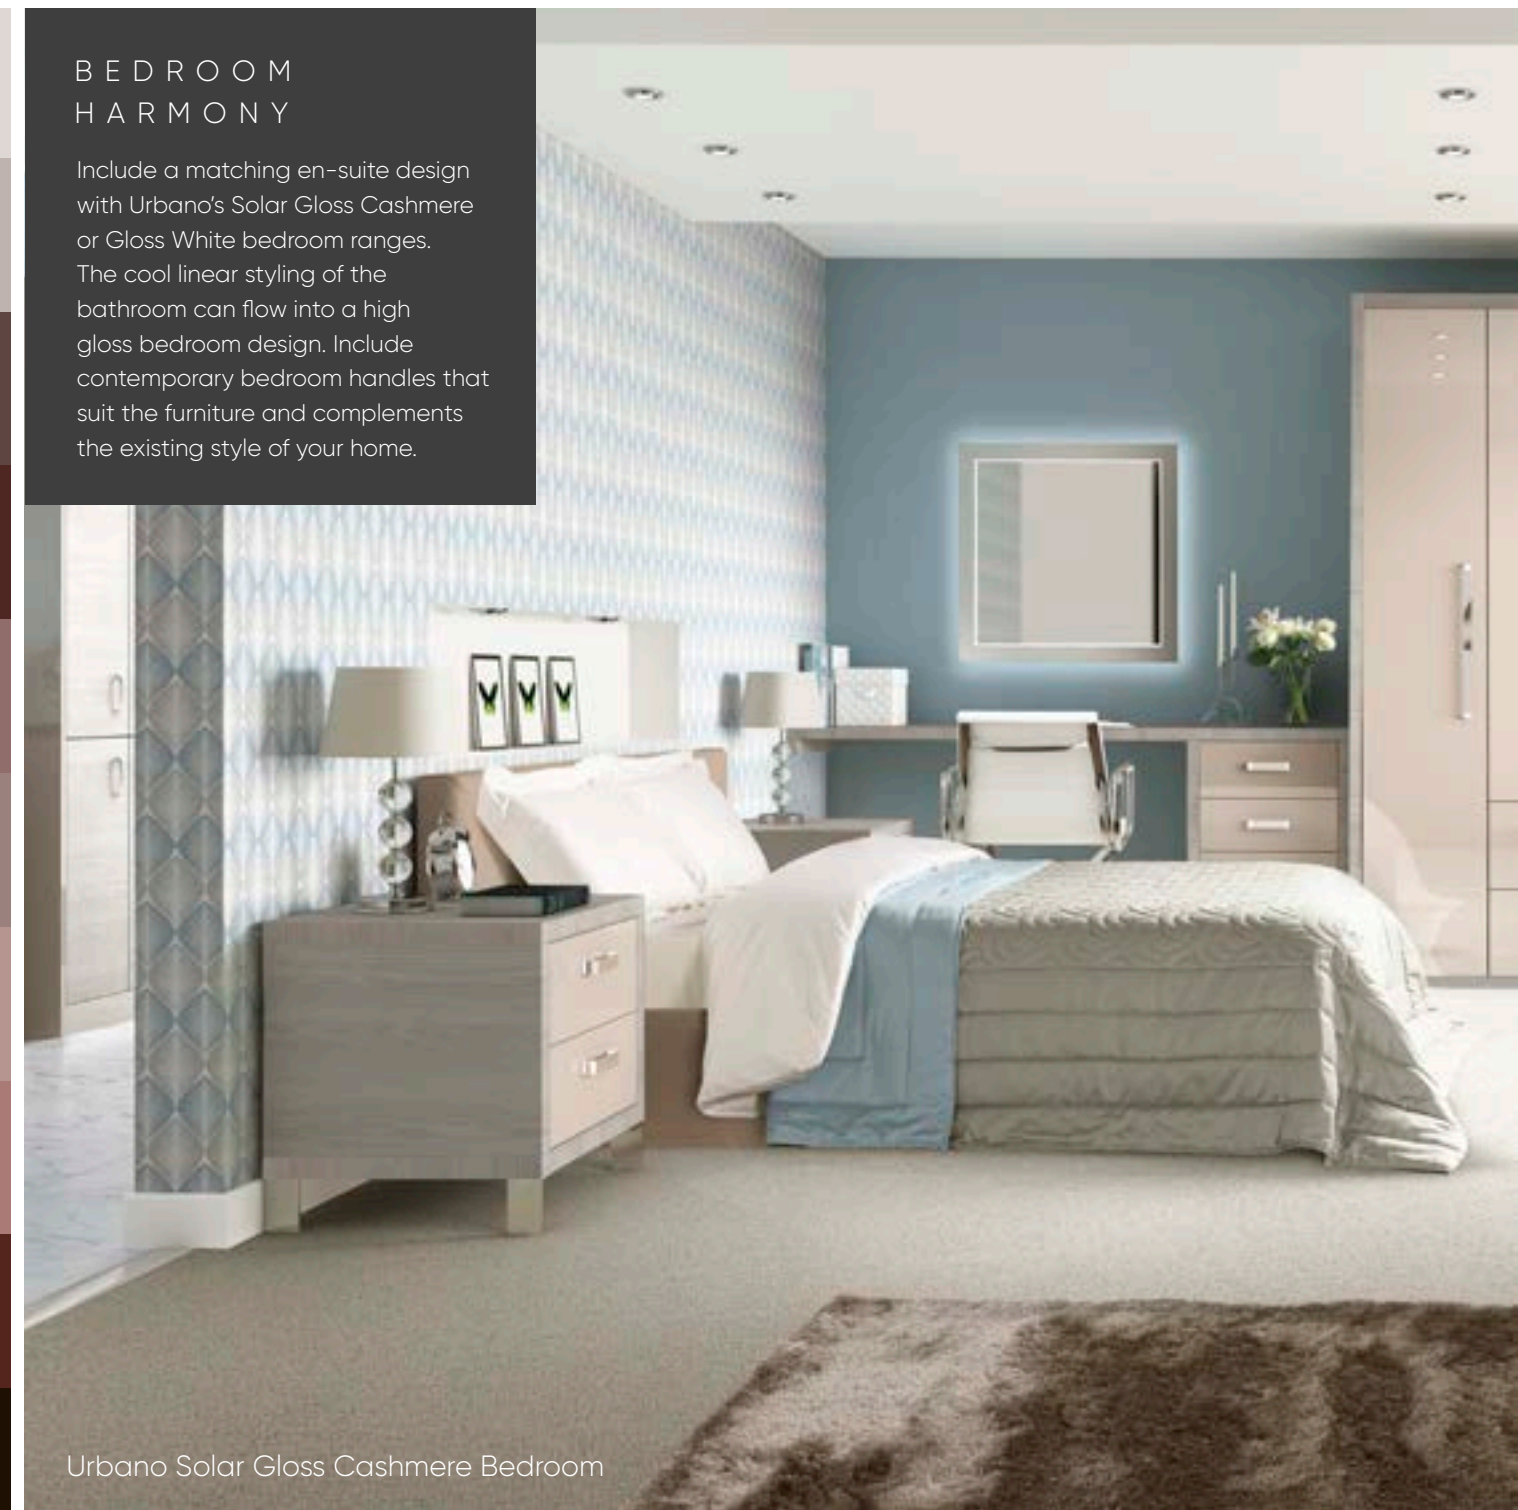 BEDROOM
HARMONY
Include a matching en-suite design
with Urbano’s Solar Gloss Cashmere
or Gloss White bedroom ranges.
The cool linear styling of the
bathroom can flow into a high
gloss bedroom design. Include
contemporary bedroom handles that
suit the furniture and complements
the existing style of your home.
Urbano Solar Gloss Cashmere Bedroom